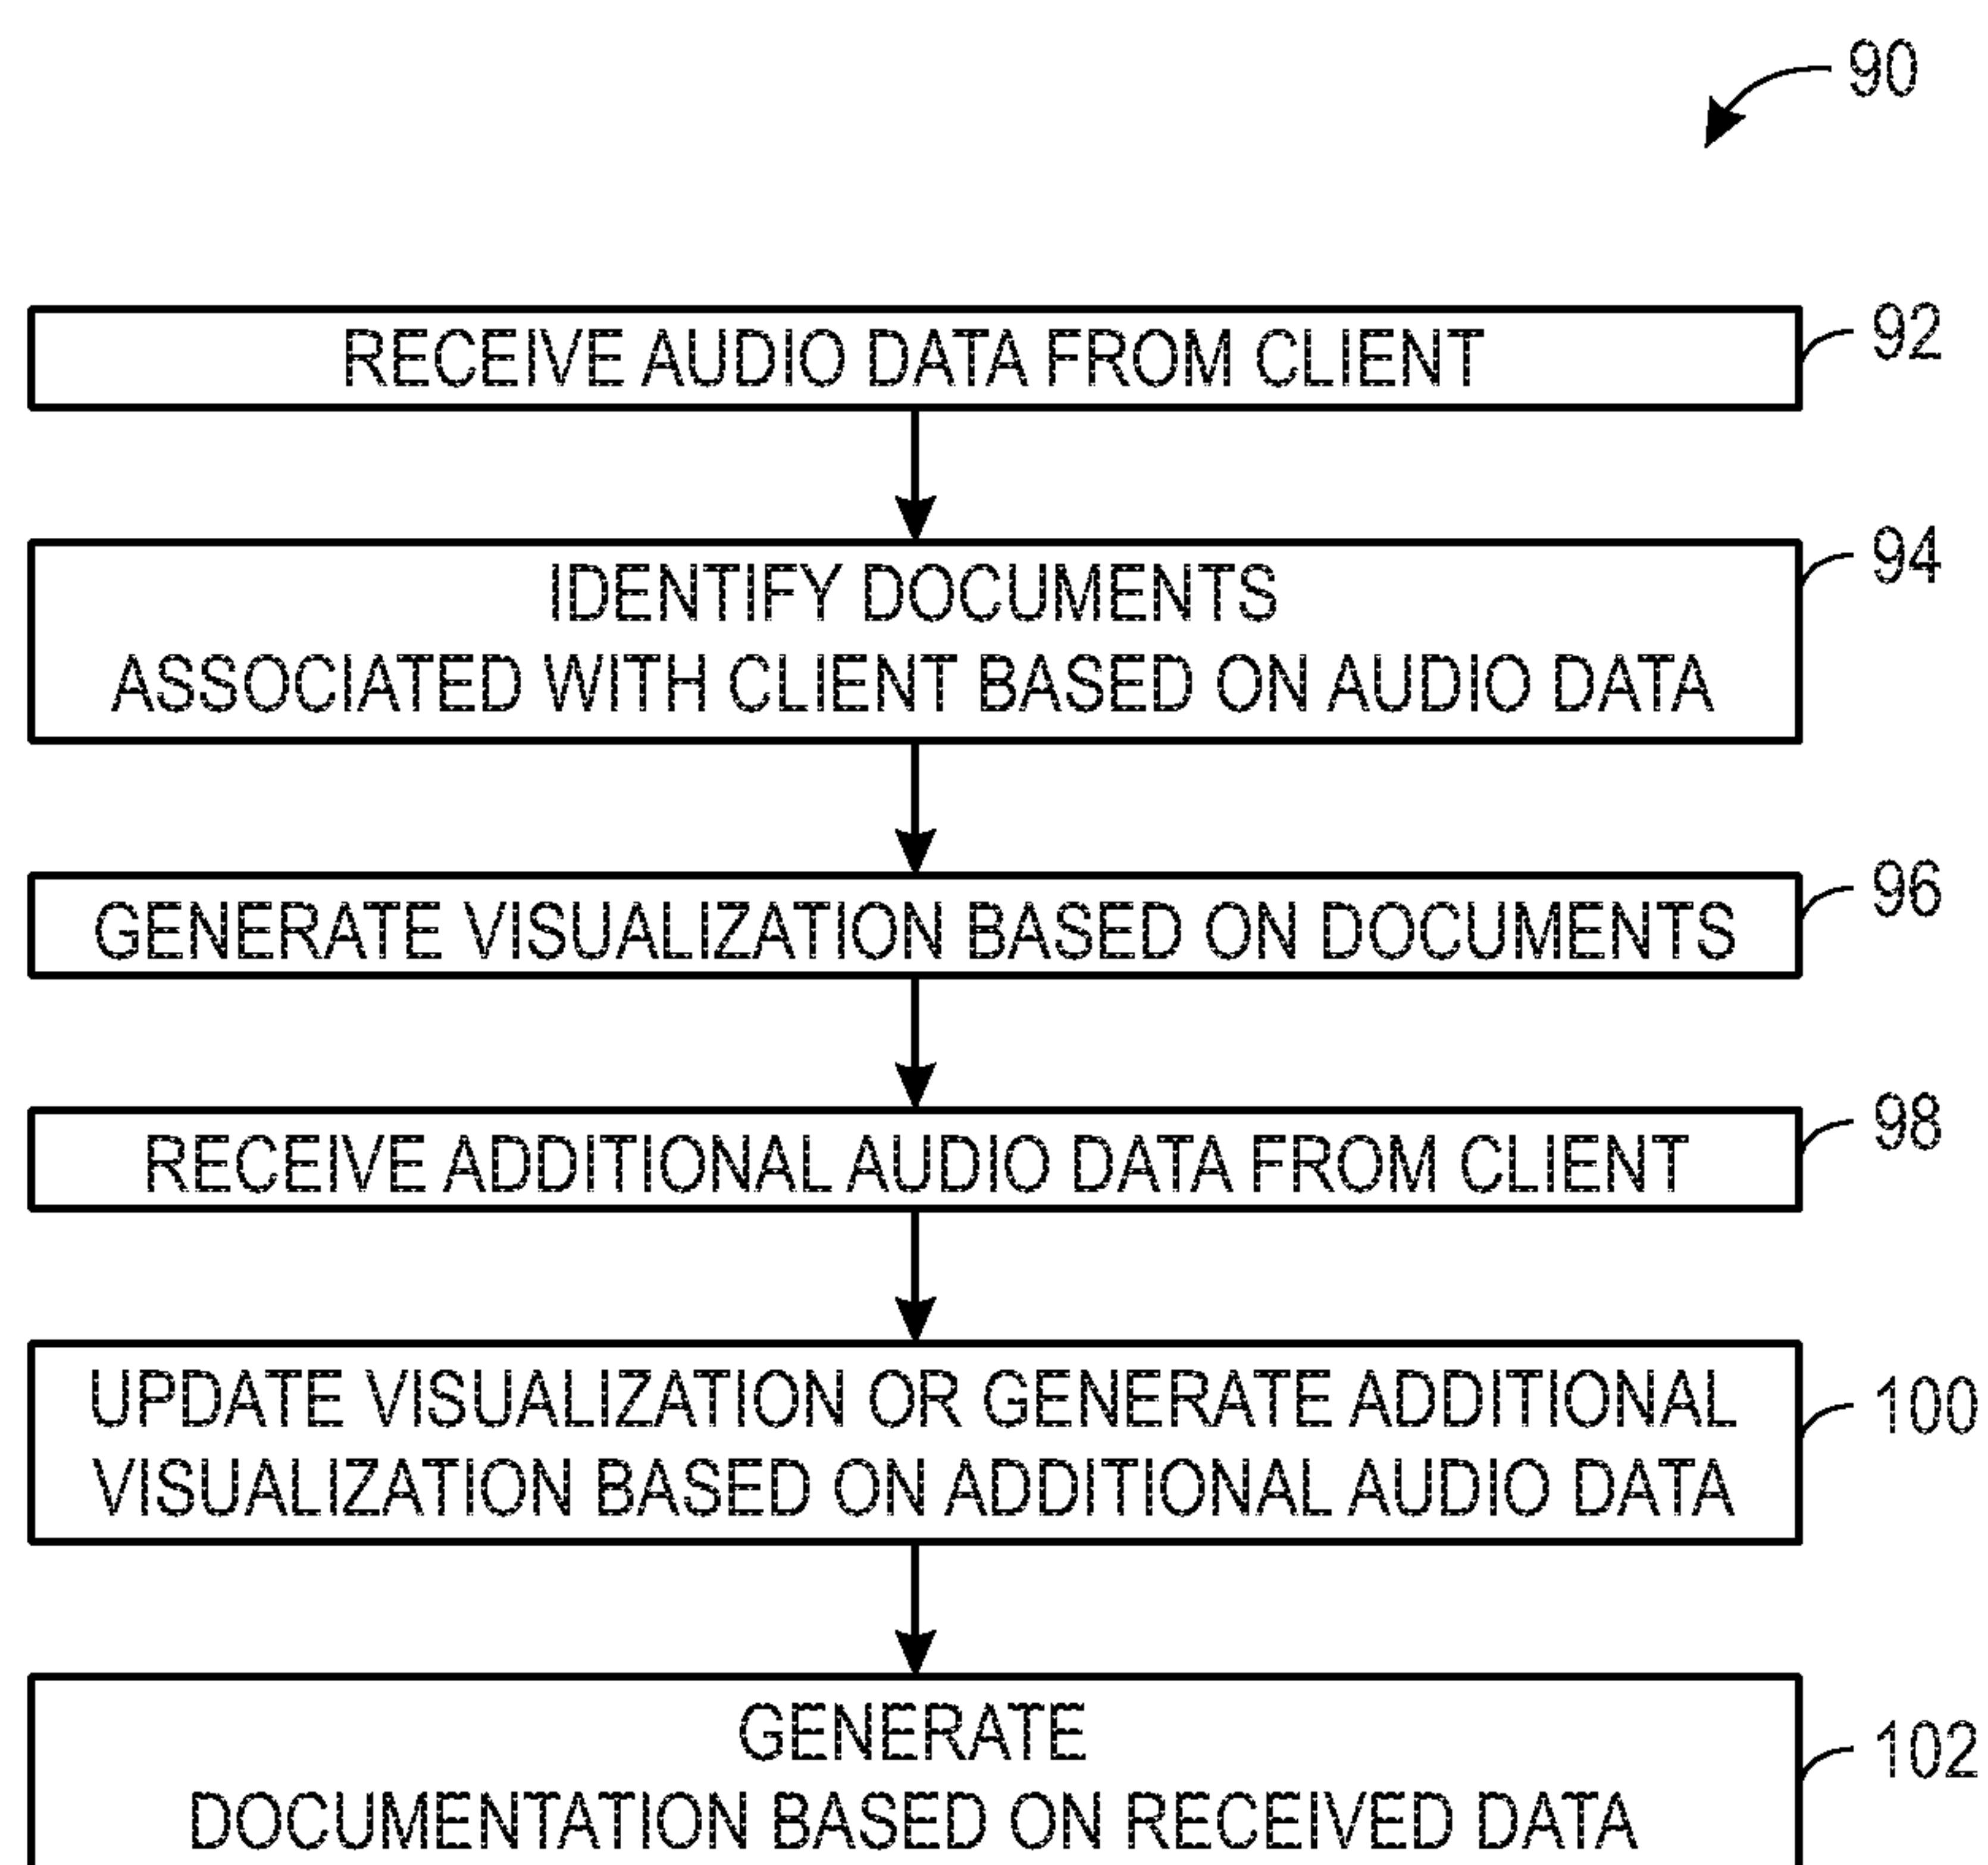 90
RECEIVE AUDIO DATA FROM CLIENT
92
IDENTIFY DOCUMENTS
ASSOCIATED WITH CLIENT BASED ON AUDIO DATA
94
GENERATE VISUALIZATION BASED ON DOCUMENTS
96
RECEIVE ADDITIONAL AUDIO DATA FROM CLIENT
98
UPDATE VISUALIZATION OR GENERATE ADDITIONAL
VISUALIZATION BASED ON ADDITIONAL AUDIO DATA
100
GENERATE
DOCUMENTATION BASED ON RECEIVED DATA
102